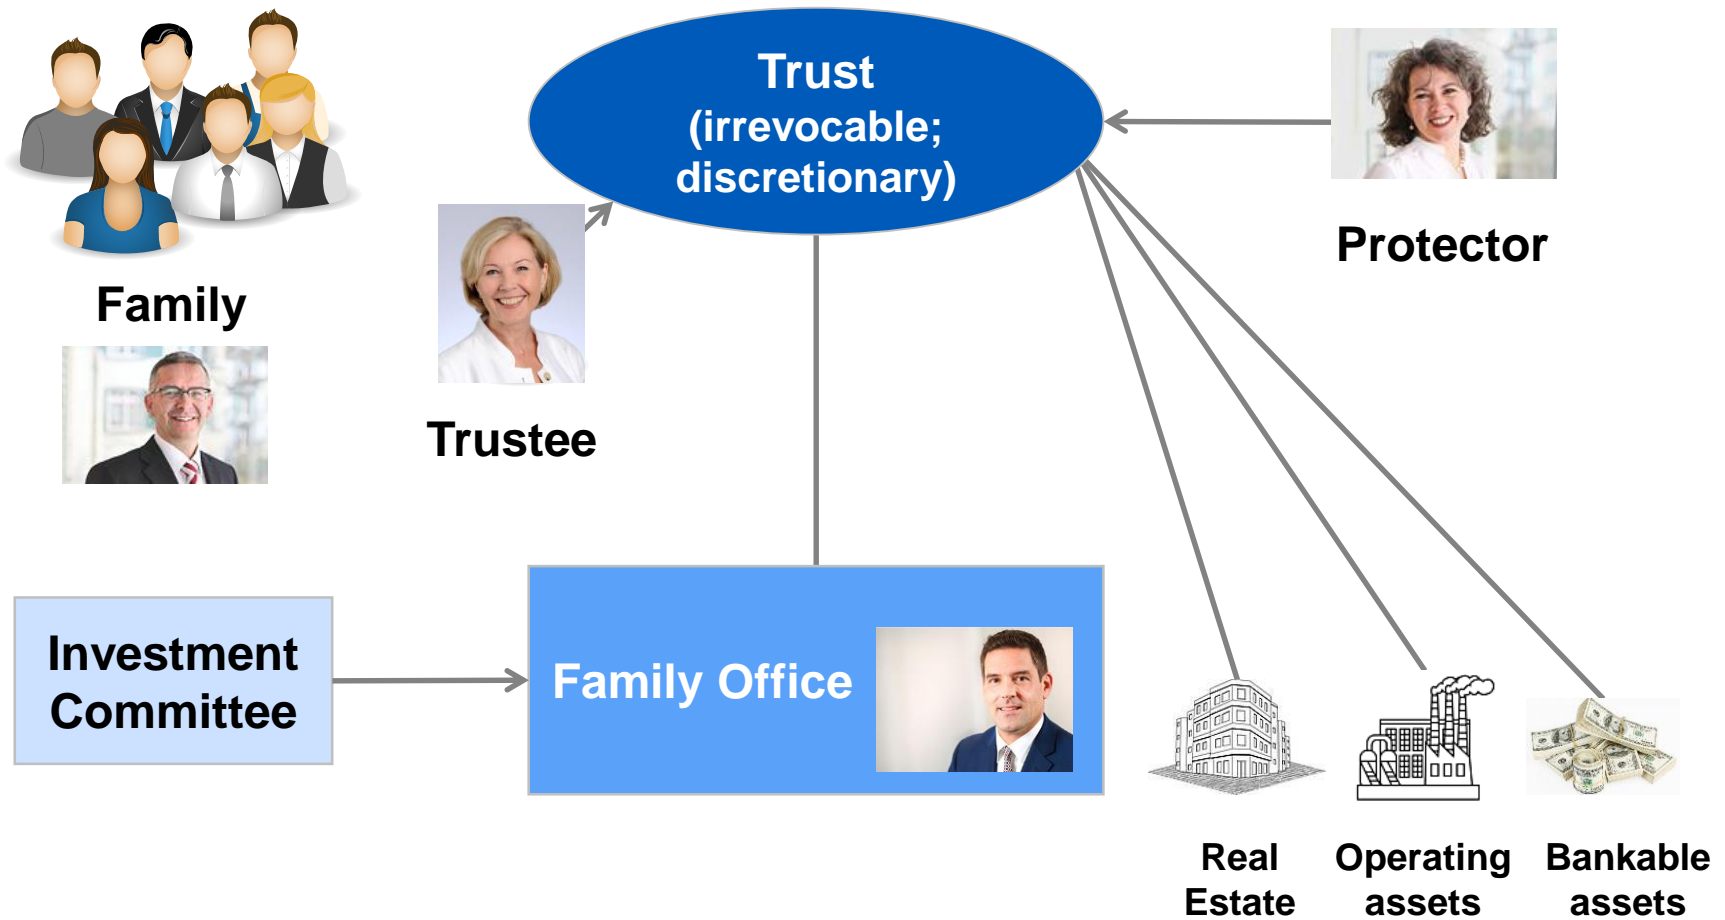 Trust
(irrevocable;
discretionary)
Protector
Family
Trustee
Investment
Committee
Family Office
Real
Estate
Operating
assets
Bankable
assets